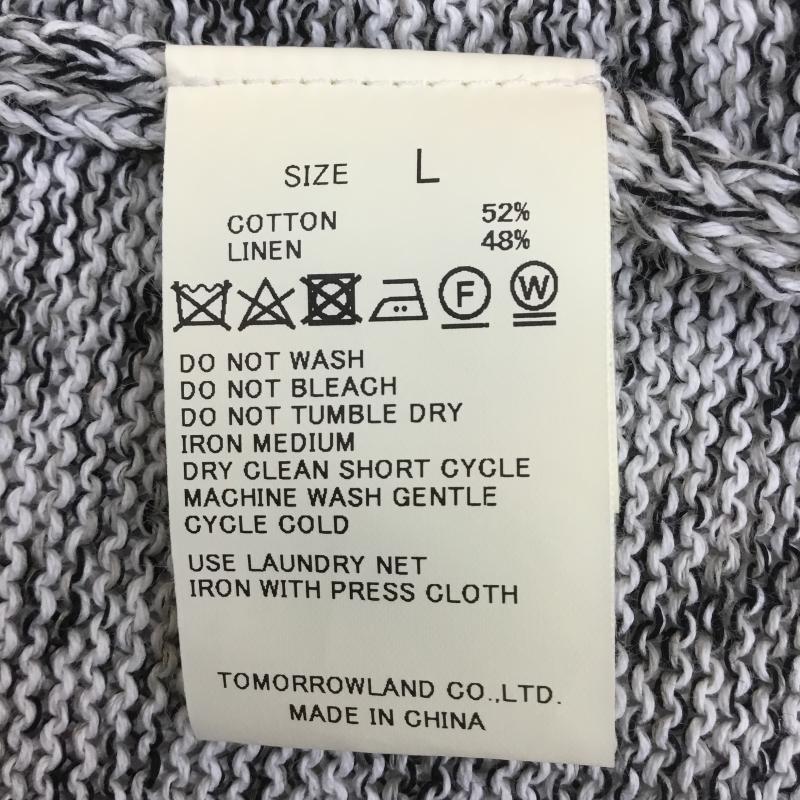 SIZE L
COTTON 52%
LINEN 48%
F W
DO NOT WASH
DO NOT BLEACH
DO NOT TUMBLE DRY
IRON MEDIUM
DRY CLEAN SHORT CYCLE
MACHINE WASH GENTLE
CYCLE COLD
USE LAUNDRY NET
IRON WITH PRESS CLOTH
TOMORROWLAND CO.,LTD.
MADE IN CHINA